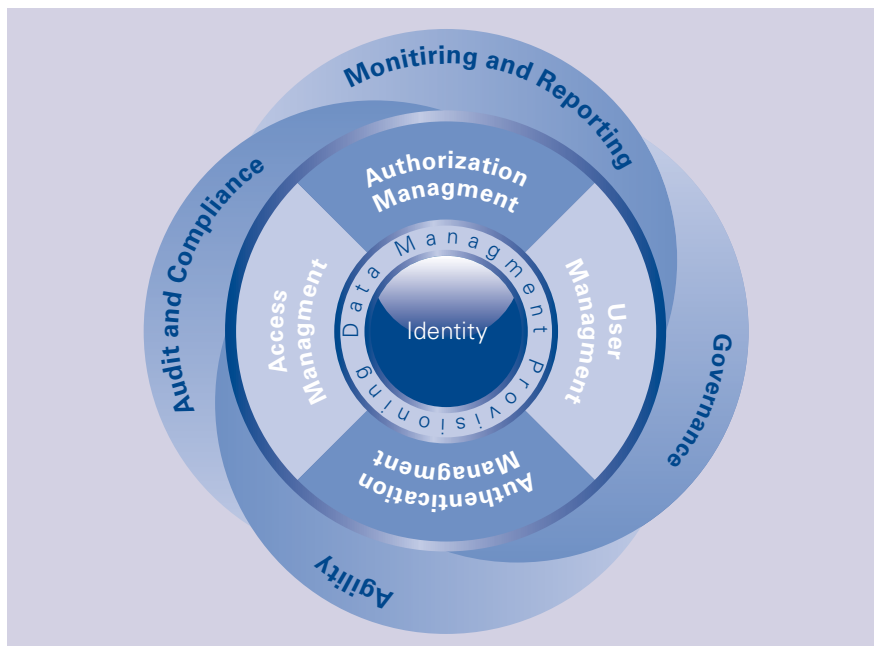 Monitiring and Reporting
Audit and Compliance
Governance
Agility
Authorization
Managment
Access
Managment
User
Managment
Authentication
Managment
Data Managment Provisioning
Identity